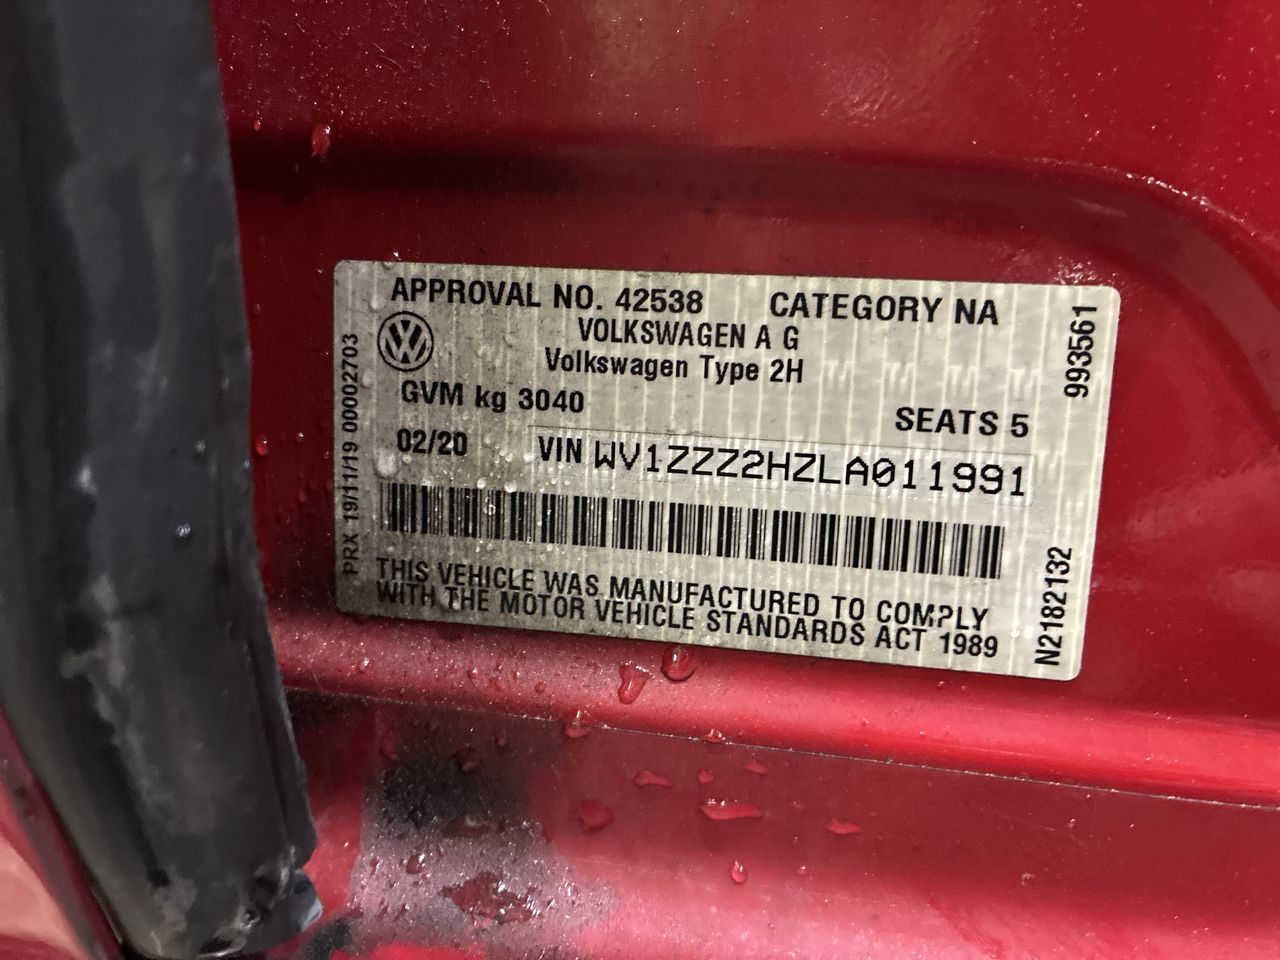 APPROVAL NO. 42538 CATEGORY NA
VOLKSWAGEN A G
Volkswagen Type 2H
GVM kg 3040
SEATS 5
02/20 VIN WV1ZZZ2HZLA011991
THIS VEHICLE WAS MANUFACTURED TO COMPLY
WITH THE MOTOR VEHICLE STANDARDS ACT 1989
PRX 19/11/19 00002703
993561
N2182132